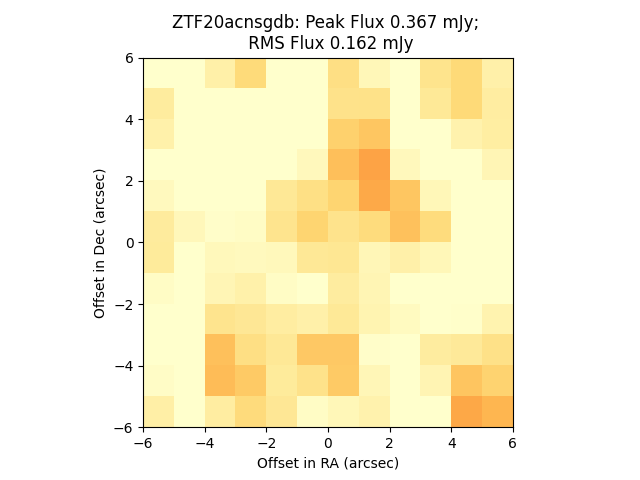 ZTF20acnsgdb: Peak Flux 0.367 mJy;
RMS Flux 0.162 mJy
6
4
2
0
−2
−4
−6
Offset in Dec (arcsec)
−6 −4 −2 0 2 4 6
Offset in RA (arcsec)